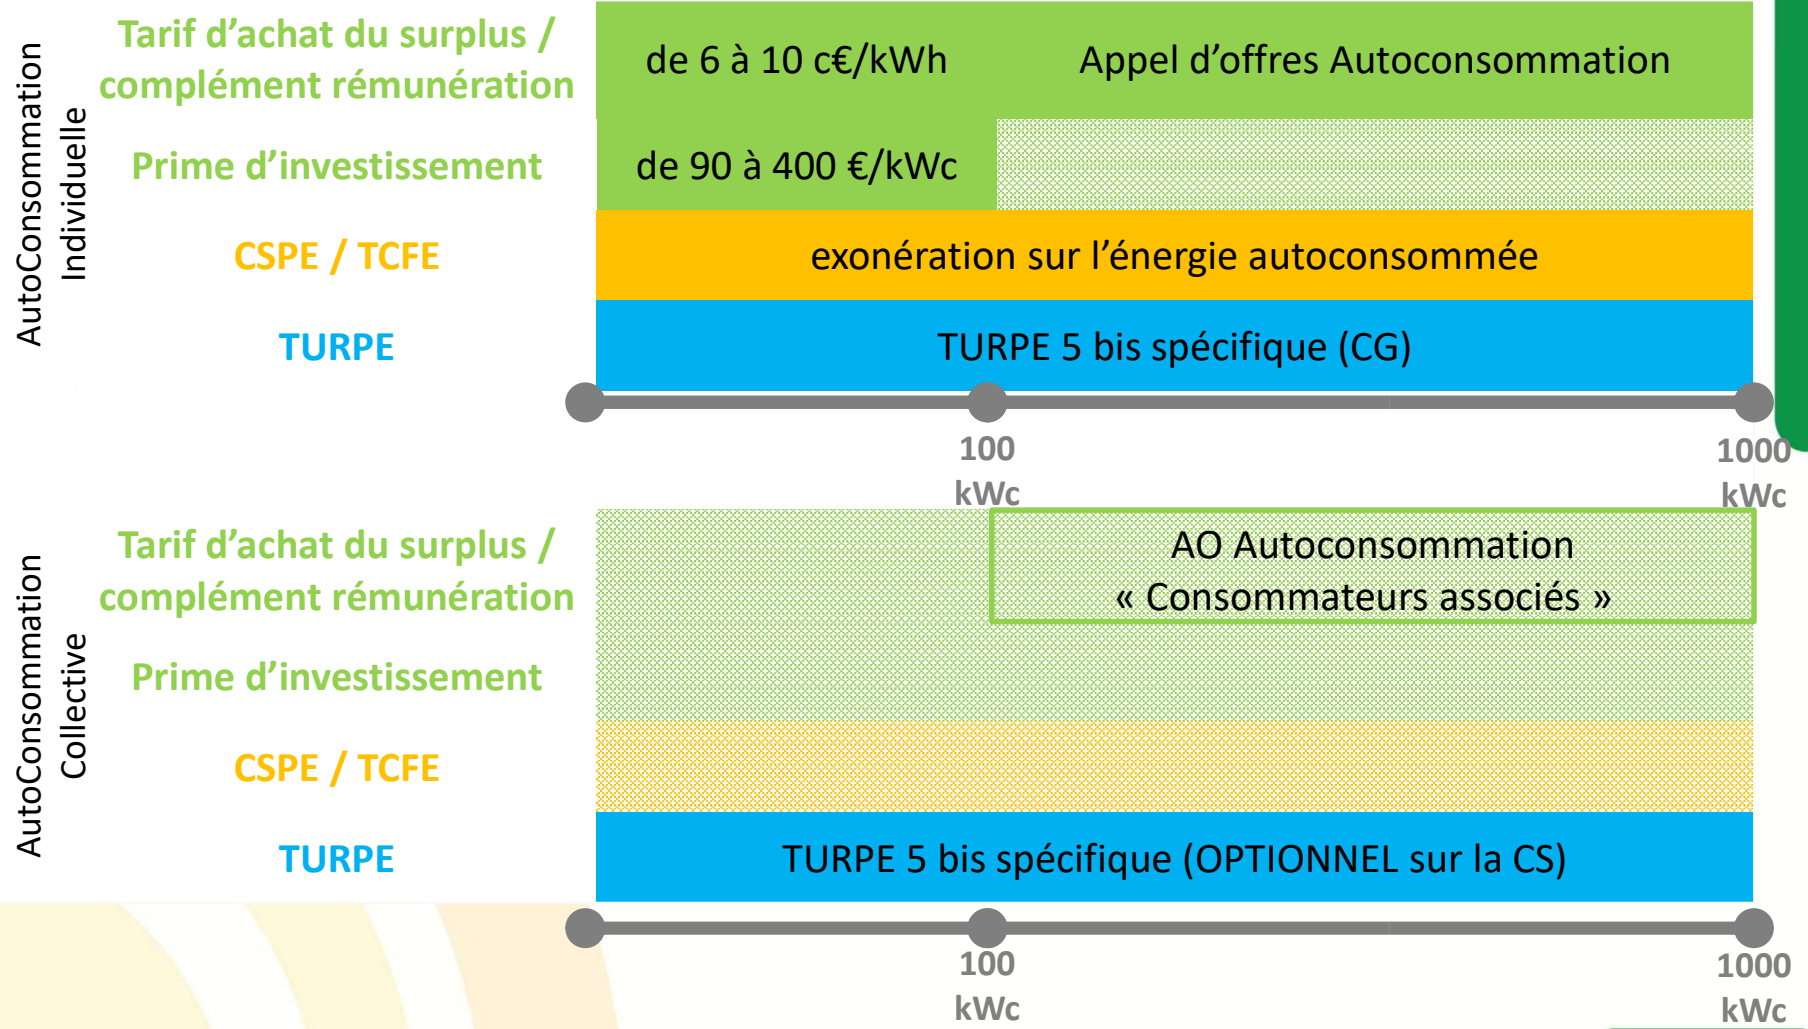 AutoConsommation
Individuelle
Tarif d’achat du surplus /
complément rémunération
de 6 à 10 c€/kWh
Appel d’offres Autoconsommation
Prime d’investissement
de 90 à 400 €/kWc
CSPE / TCFE
exonération sur l’énergie autoconsommée
TURPE
TURPE 5 bis spécifique (CG)
100
kWc
1000
kWc
AutoConsommation
Collective
Tarif d’achat du surplus /
complément rémunération
AO Autoconsommation
« Consommateurs associés »
Prime d’investissement
CSPE / TCFE
TURPE
TURPE 5 bis spécifique (OPTIONNEL sur la CS)
100
kWc
1000
kWc